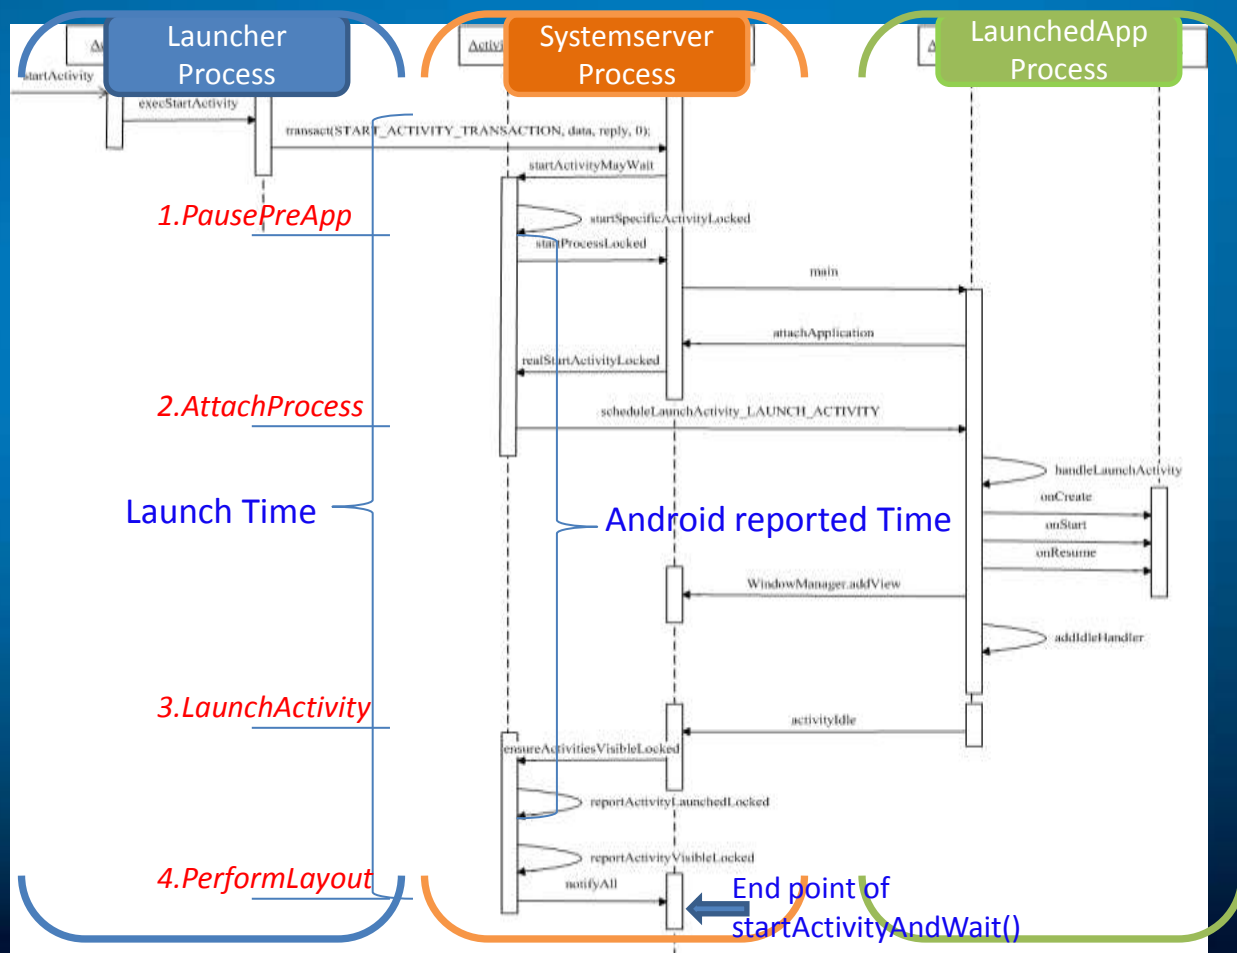 Launcher
Process
Systemserver
Process
LaunchedApp
Process
Activi
startActivity
execStartActivity
transact(START_ACTIVITY_TRANSACTION, data, reply, 0);
startActivityMayWait
1.PausePreApp
startSpecificActivityLocked
startProcessLocked
main
attachApplication
realStartActivityLocked
2.AttachProcess
scheduleLaunchActivity_LAUNCH_ACTIVITY
handleLaunchActivity
onCreate
Launch Time
Android reported Time
onStart
onResume
WindowManager.addView
addIdleHandler
3.LaunchActivity
activityIdle
ensureActivitiesVisibleLocked
reportActivityLaunchedLocked
reportActivityVisibleLocked
4.PerformLayout
notifyAll
End point of
startActivityAndWait()